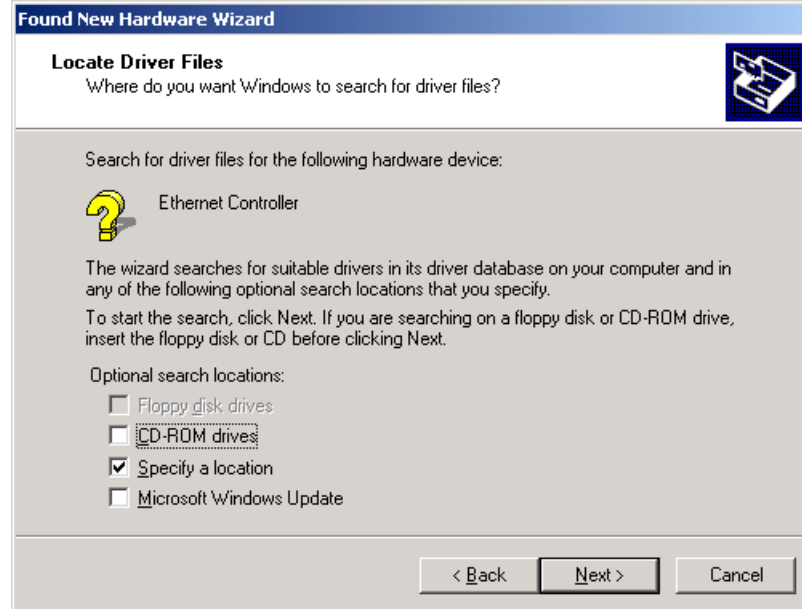 Found New Hardware Wizard
Locate Driver Files
Where do you want Windows to search for driver files?
Search for driver files for the following hardware device:
Ethernet Controller
The wizard searches for suitable drivers in its driver database on your computer and in
any of the following optional search locations that you specify.
To start the search, click Next. If you are searching on a floppy disk or CD-ROM drive,
insert the floppy disk or CD before clicking Next.
Optional search locations:
Floppy disk drives
CD-ROM drives
Specify a location
Microsoft Windows Update
< Back Next > Cancel